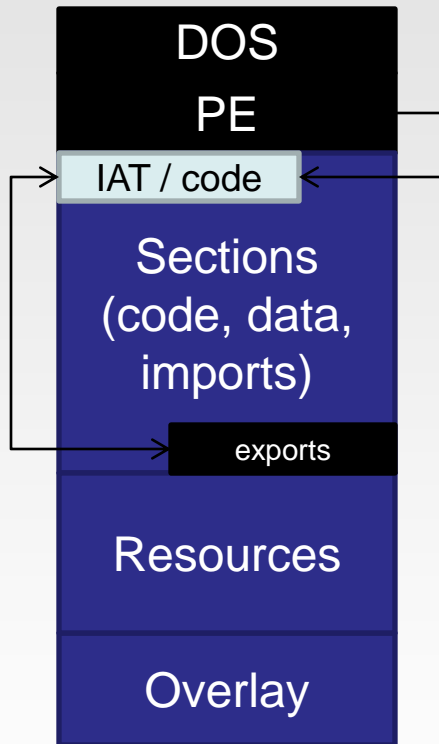 DOS
PE
IAT / code
Sections
(code, data,
imports)
exports
Resources
Overlay